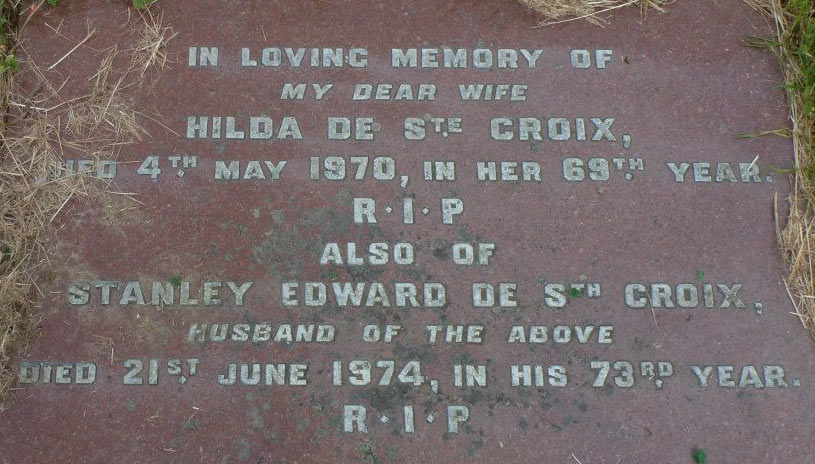 IN LOVING MEMORY OF
MY DEAR WIFE
HILDA DE STE CROIX,
DIED 4TH MAY 1970, IN HER 69TH YEAR.
R·I·P
ALSO OF
STANLEY EDWARD DE STH CROIX,
HUSBAND OF THE ABOVE
DIED 21ST JUNE 1974, IN HIS 73RD YEAR.
R·I·P